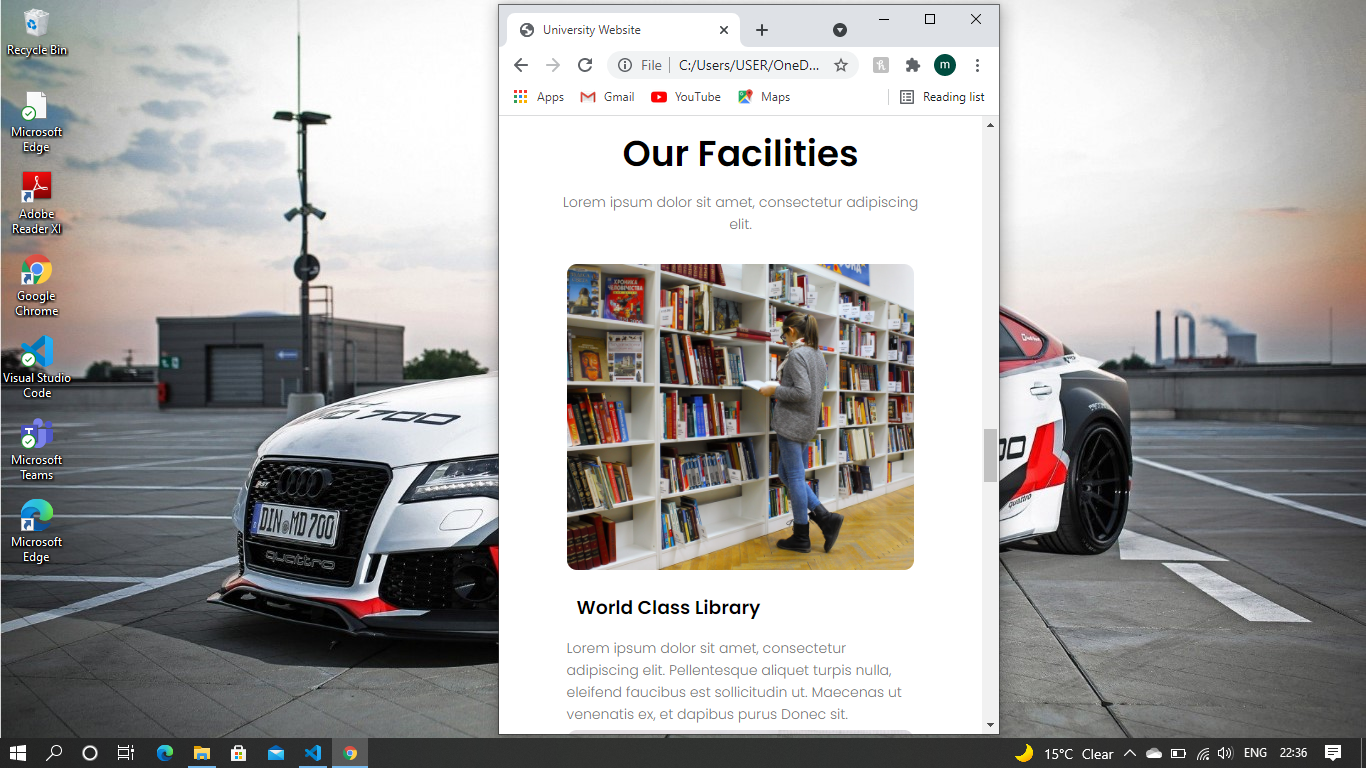 Recycle Bin
Microsoft
Edge
Adobe
Reader XI
Google
Chrome
Visual Studio
Code
Microsoft
Teams
Microsoft
Edge
University Website
File
C:/Users/USER/OneD...
m
Apps
Gmail
YouTube
Maps
Reading list
Our Facilities
Lorem ipsum dolor sit amet, consectetur adipiscing
elit.
ХРОНИКА
ЧЕЛОВЕЧЕСТВА
World Class Library
Lorem ipsum dolor sit amet, consectetur
adipiscing elit. Pellentesque aliquet turpis nulla,
eleifend faucibus est sollicitudin ut. Maecenas ut
venenatis ex, et dapibus purus Donec sit.
700
DIN MD 700
quattro
quattro
15°C Clear
ENG
22:36